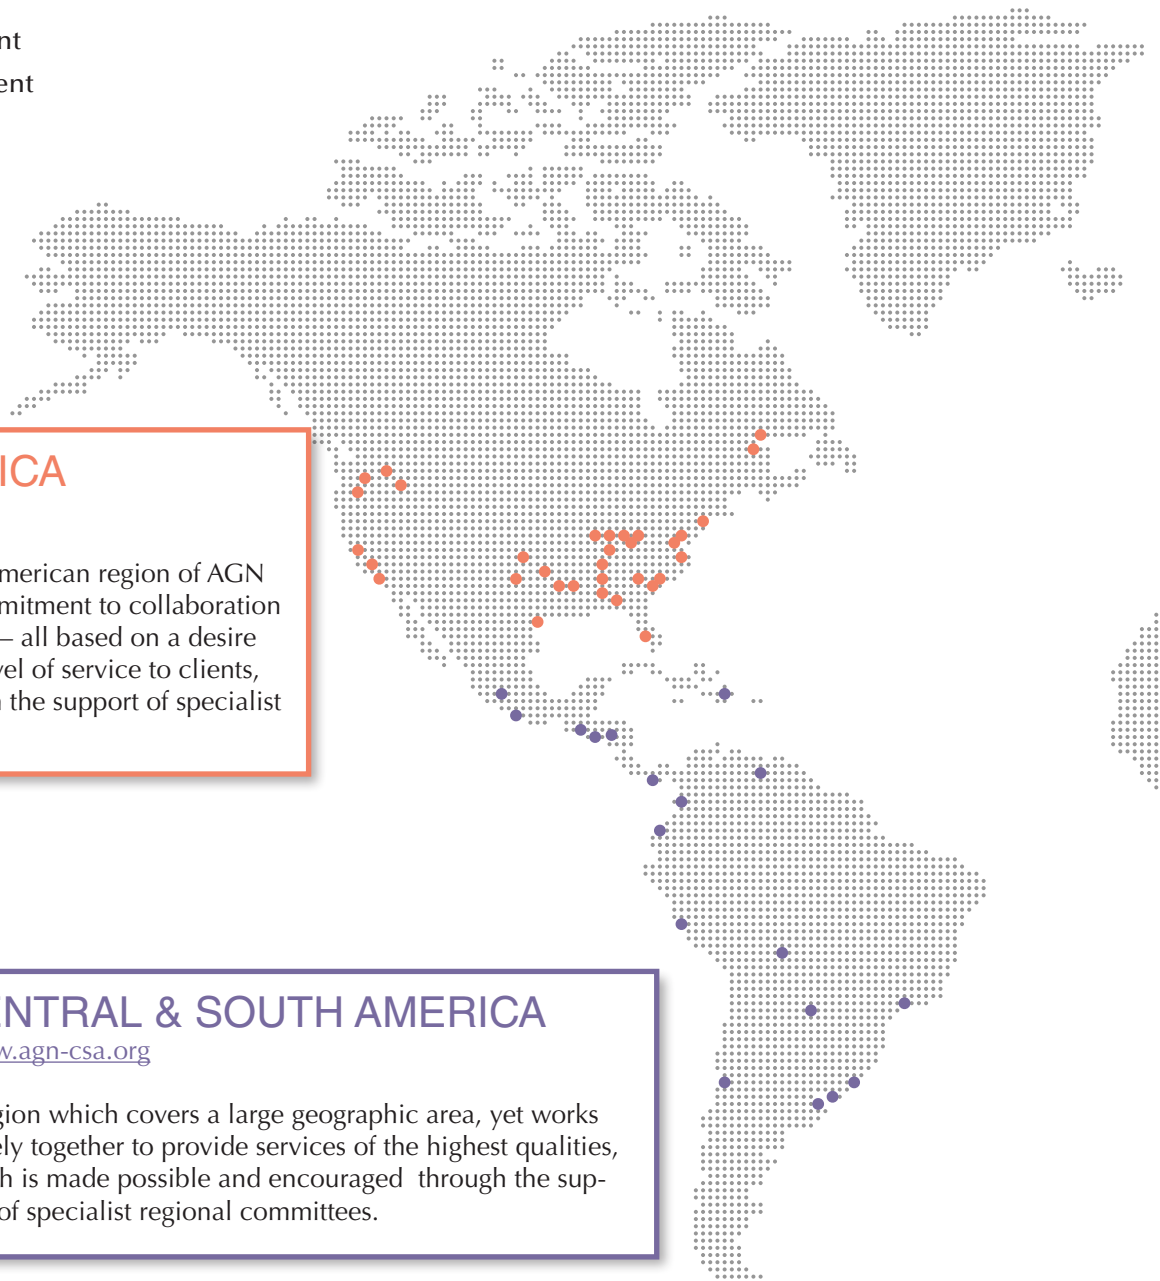 nt
ent
ICA
merican region of AGN
mitment to collaboration
– all based on a desire
vel of service to clients,
n the support of specialist
ENTRAL & SOUTH AMERICA
w.agn-csa.org
gion which covers a large geographic area, yet works
ely together to provide services of the highest qualities,
ch is made possible and encouraged through the sup-
of specialist regional committees.